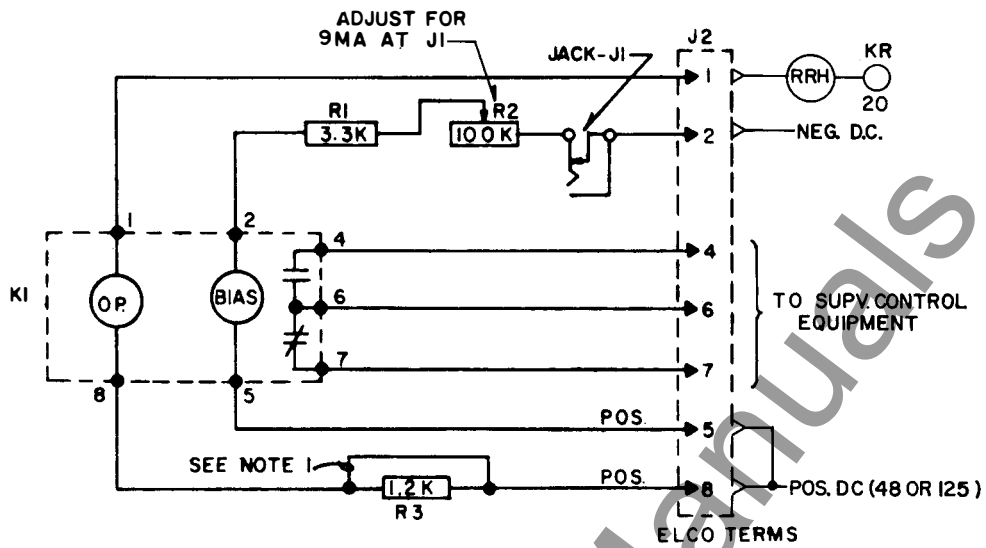 ADJUST FOR
9MA AT J1
JACK-J1
J2
1
RRH
KR
20
R1
3.3K
R2
100K
2
NEG. D.C.
1
2
4
4
K1
OP.
BIAS
6
6
TO SUPV. CONTROL
EQUIPMENT
7
7
8
5
POS.
5
SEE NOTE 1
1.2K
R3
POS.
8
POS. DC (48 OR 125)
ELCO TERMS
Manuals